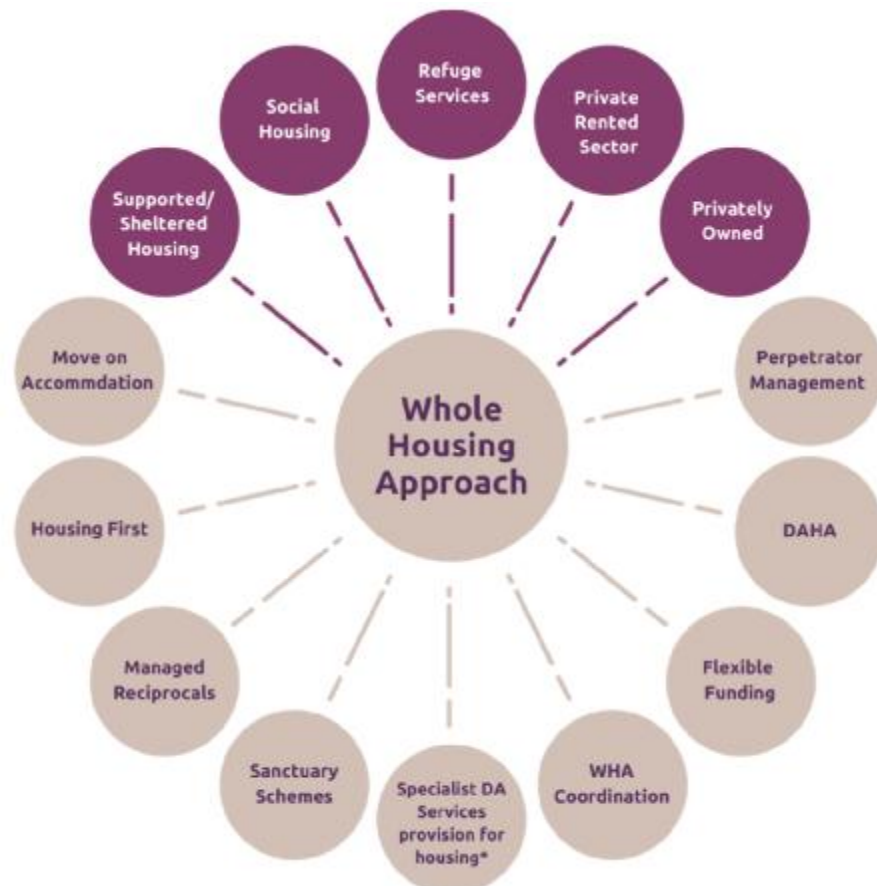 Refuge
Services
Social
Housing
Private
Rented
Sector
Supported/
Sheltered
Housing
Privately
Owned
Move on
Accommdation
Whole
Housing
Approach
Perpetrator
Management
Housing First
DAHA
Managed
Reciprocals
Flexible
Funding
Sanctuary
Schemes
Specialist DA
Services
provision for
housing*
WHA
Coordination